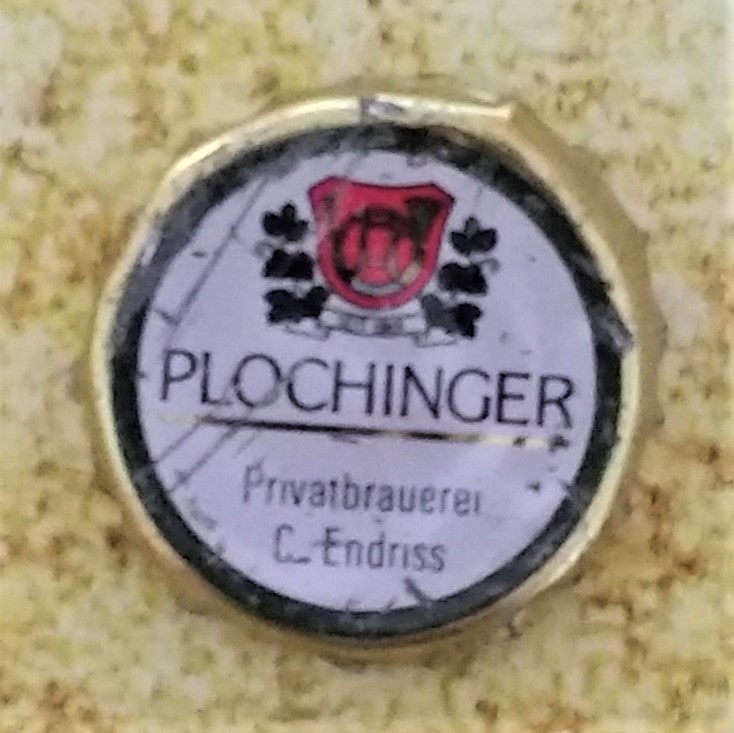 PLOCHINGER
Privatbrauerei
C. Endriss